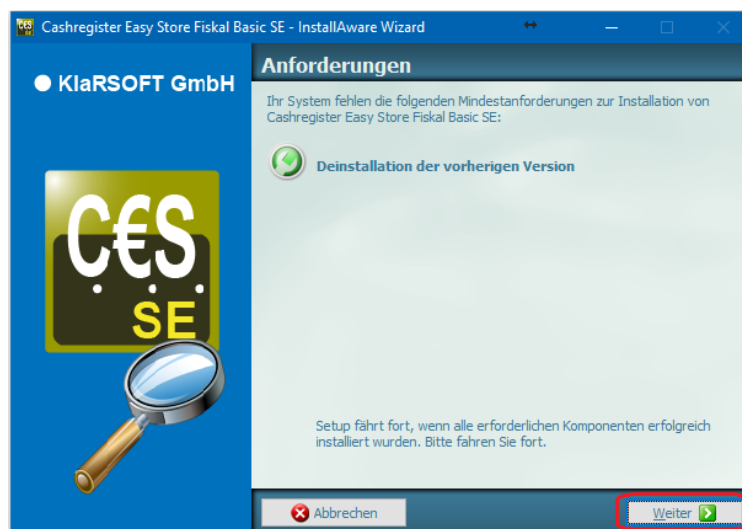 Cashregister Easy Store Fiskal Basic SE - InstallAware Wizard
KlaRSOFT GmbH
Anforderungen
Ihr System fehlen die folgenden Mindestanforderungen zur Installation von
Cashregister Easy Store Fiskal Basic SE:
Deinstallation der vorherigen Version
C€S
SE
Setup fährt fort, wenn alle erforderlichen Komponenten erfolgreich
installiert wurden. Bitte fahren Sie fort.
Abbrechen
Weiter